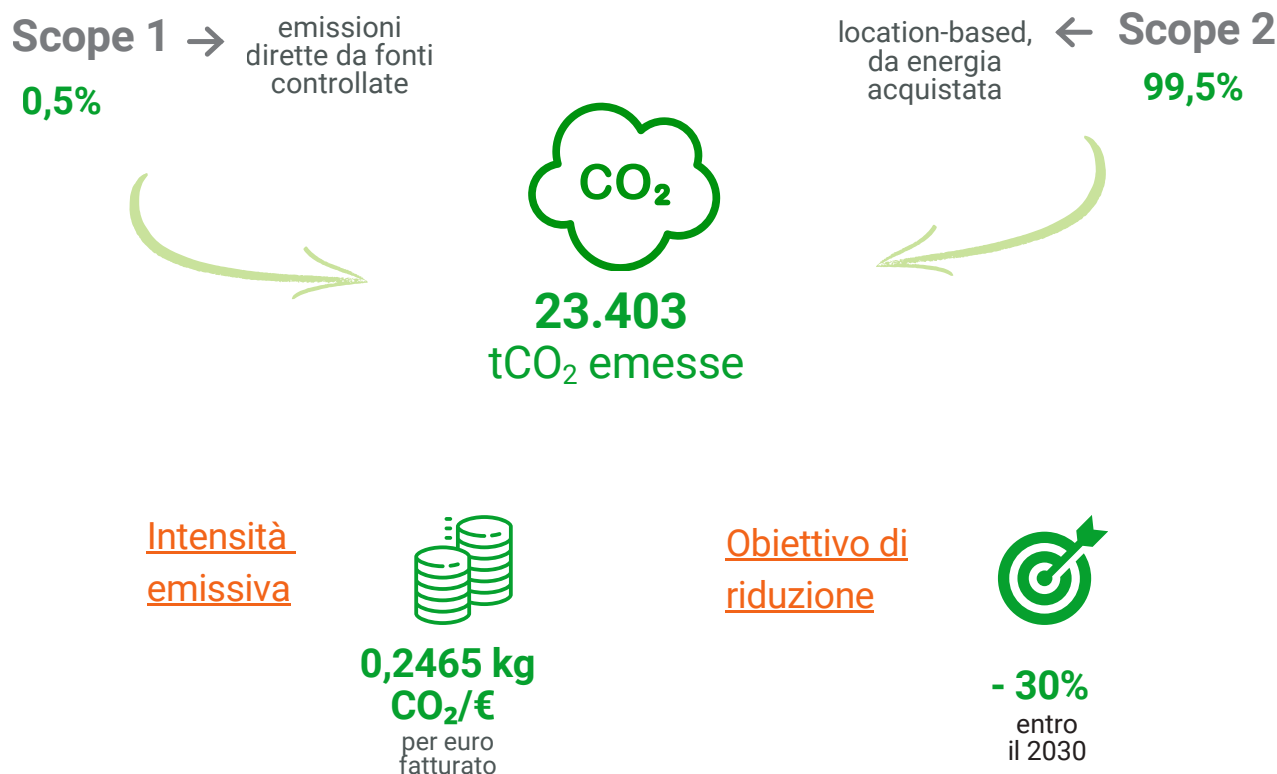 Scope 1
emissioni
dirette da fonti
controllate
0,5%
location-based,
da energia
acquistata
Scope 2
99,5%
CO₂
23.403
tCO₂ emesse
Intensità
emissiva
0,2465 kg
CO₂/€
per euro
fatturato
Obiettivo di
riduzione
- 30%
entro
il 2030